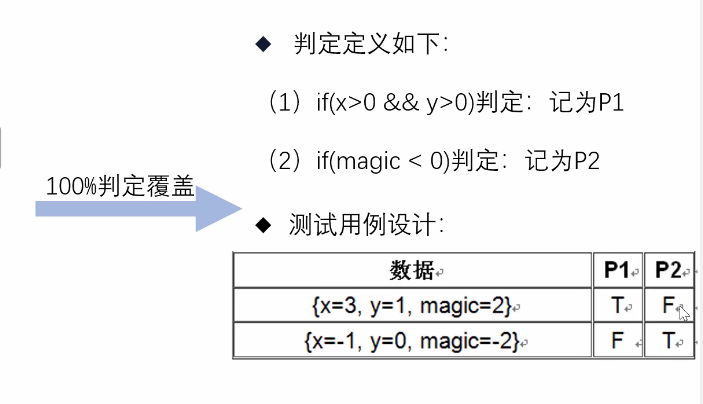 ◆ 判定定义如下：
（1）if(x>0 && y>0)判定：记为P1
（2）if(magic < 0)判定：记为P2
100%判定覆盖
◆ 测试用例设计：
数据 P1 P2
{x=3, y=1, magic=2} T F
{x=-1, y=0, magic=-2} F T